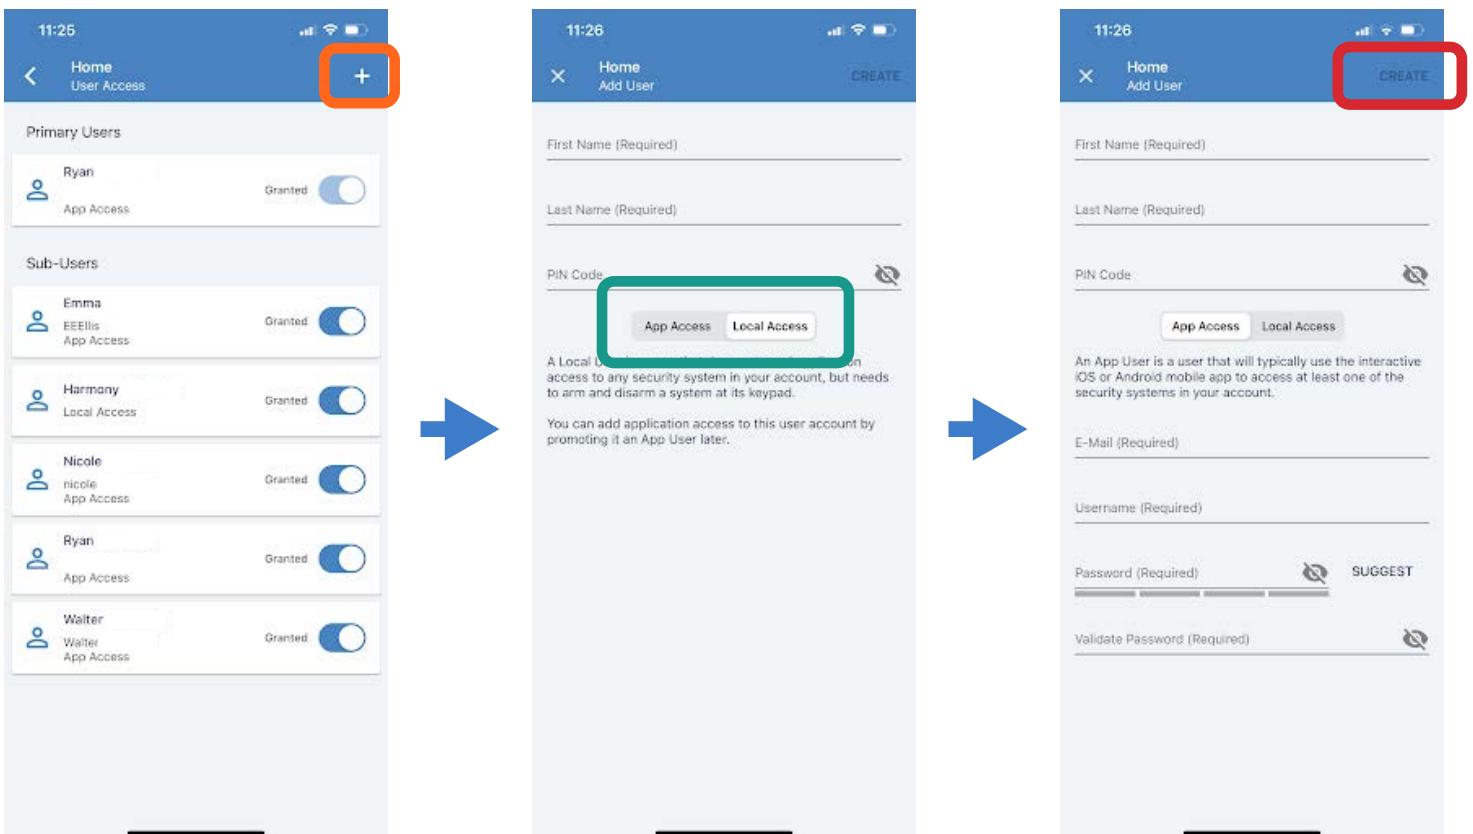 11:25
Home
User Access
+
Primary Users
Ryan
App Access
Granted
Sub-Users
Emma
EEEllis
App Access
Granted
Harmony
Local Access
Granted
Nicole
nicole
App Access
Granted
Ryan
App Access
Granted
Walter
Walter
App Access
Granted
11:26
Home
Add User
CREATE
First Name (Required)
Last Name (Required)
PIN Code
App Access Local Access
A Local
access to any security system in your account, but needs
to arm and disarm a system at its keypad.
You can add application access to this user account by
promoting it an App User later.
11:26
Home
Add User
CREATE
First Name (Required)
Last Name (Required)
PIN Code
App Access Local Access
An App User is a user that will typically use the interactive
iOS or Android mobile app to access at least one of the
security systems in your account.
E-Mail (Required)
Username (Required)
Password (Required)
SUGGEST
Validate Password (Required)